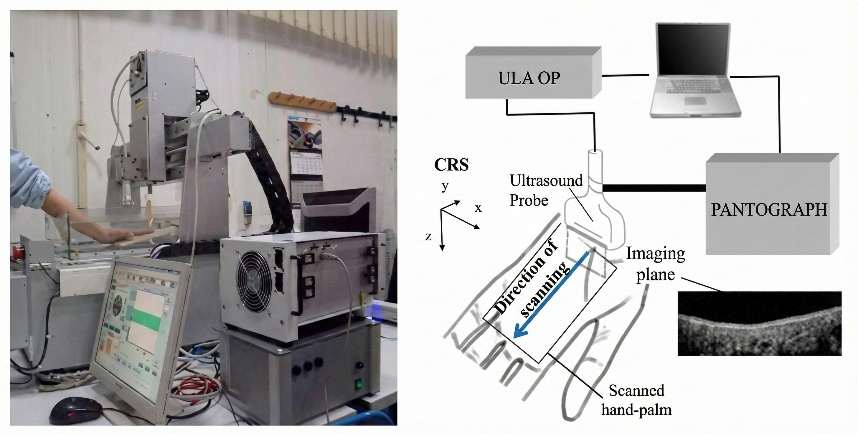 ULA OP
CRS
y
x
z
Ultrasound
Probe
PANTOGRAPH
Direction of
scanning
Imaging
plane
Scanned
hand-palm